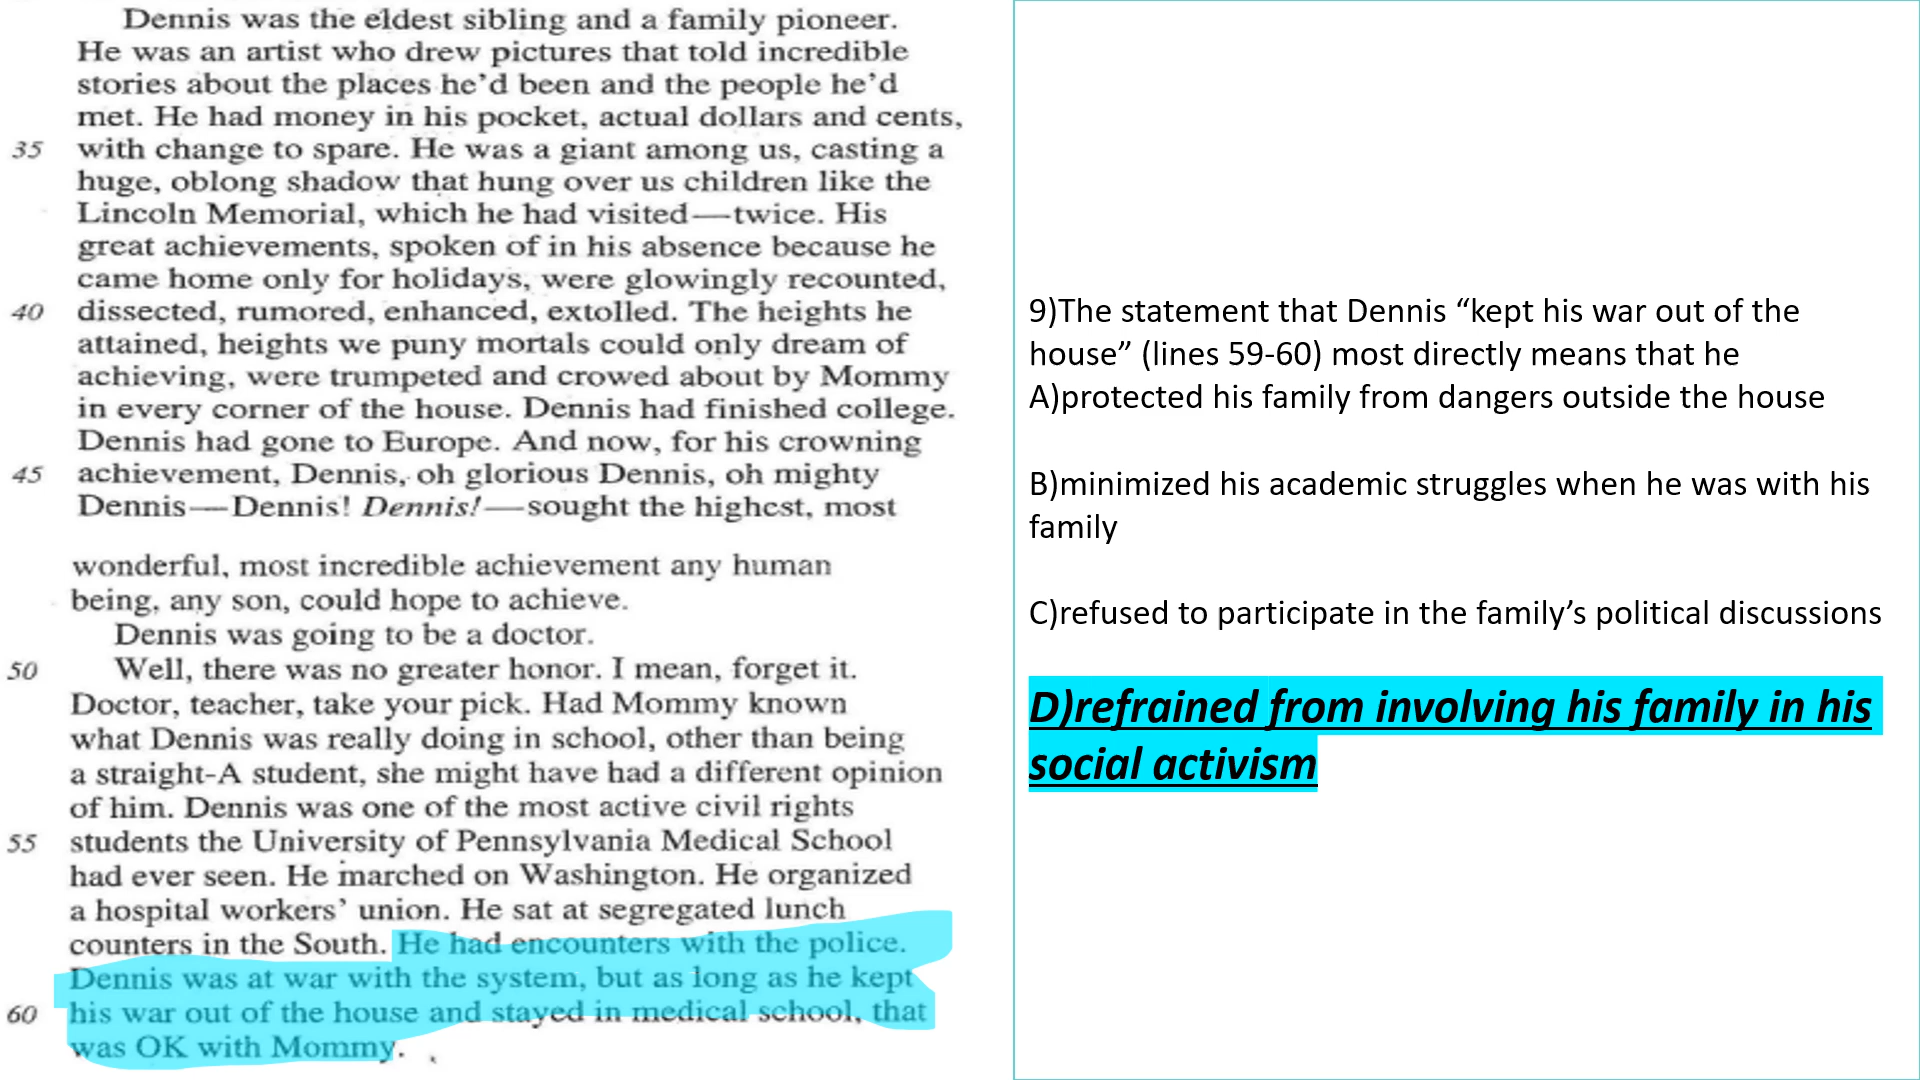 Dennis was the eldest sibling and a family pioneer.
He was an artist who drew pictures that told incredible
stories about the places he’d been and the people he’d
met. He had money in his pocket, actual dollars and cents,
35 with change to spare. He was a giant among us, casting a
huge, oblong shadow that hung over us children like the
Lincoln Memorial, which he had visited—twice. His
great achievements, spoken of in his absence because he
came home only for holidays, were glowingly recounted,
40 dissected, rumored, enhanced, extolled. The heights he
attained, heights we puny mortals could only dream of
achieving, were trumpeted and crowed about by Mommy
in every corner of the house. Dennis had finished college.
Dennis had gone to Europe. And now, for his crowning
45 achievement, Dennis, oh glorious Dennis, oh mighty
Dennis—Dennis! Dennis!—sought the highest, most
wonderful, most incredible achievement any human
being, any son, could hope to achieve.
Dennis was going to be a doctor.
50 Well, there was no greater honor. I mean, forget it.
Doctor, teacher, take your pick. Had Mommy known
what Dennis was really doing in school, other than being
a straight-A student, she might have had a different opinion
of him. Dennis was one of the most active civil rights
55 students the University of Pennsylvania Medical School
had ever seen. He marched on Washington. He organized
a hospital workers’ union. He sat at segregated lunch
counters in the South. He had encounters with the police.
Dennis was at war with the system, but as long as he kept
60 his war out of the house and stayed in medical school, that
was OK with Mommy.
9)The statement that Dennis “kept his war out of the
house” (lines 59-60) most directly means that he
A)protected his family from dangers outside the house
B)minimized his academic struggles when he was with his
family
C)refused to participate in the family’s political discussions
D)refrained from involving his family in his
social activism